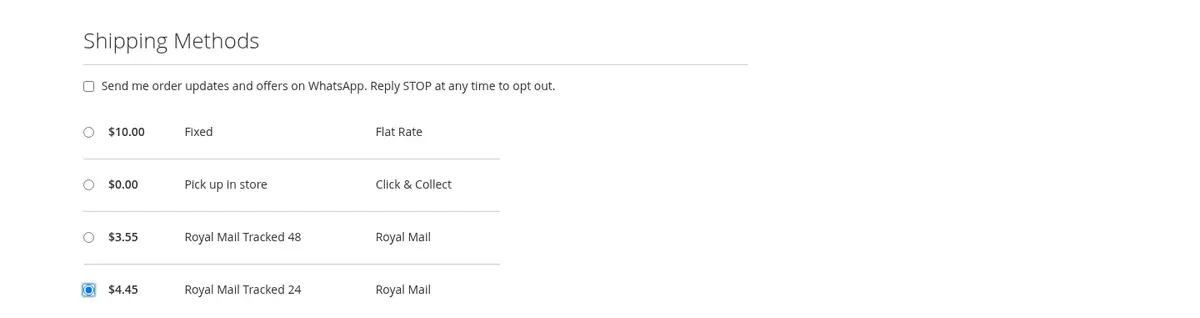 Shipping Methods
Send me order updates and offers on WhatsApp. Reply STOP at any time to opt out.
$10.00 Fixed Flat Rate
$0.00 Pick up in store Click & Collect
$3.55 Royal Mail Tracked 48 Royal Mail
$4.45 Royal Mail Tracked 24 Royal Mail